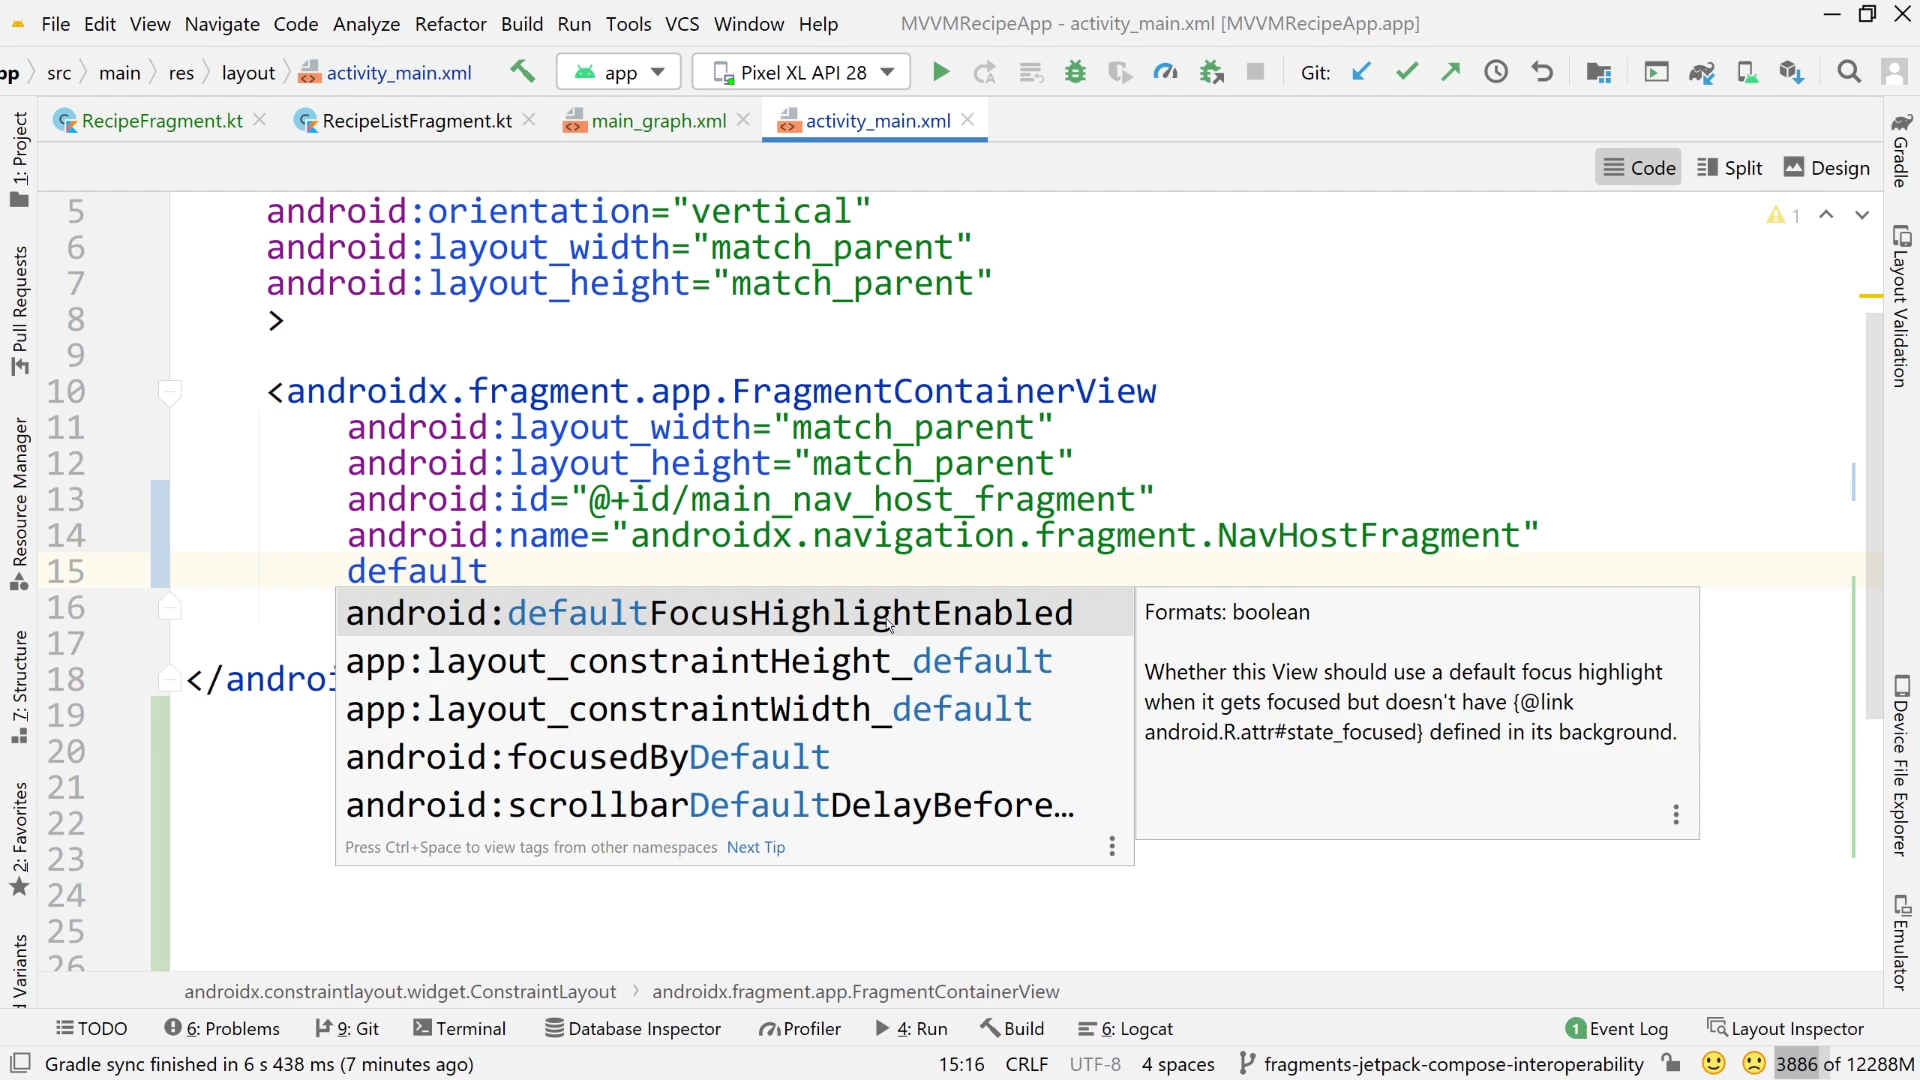 File Edit View Navigate Code Analyze Refactor Build Run Tools VCS Window Help MVVMRecipeApp - activity_main.xml [MVVMRecipeApp.app]
pp src main res layout activity_main.xml app Pixel XL API 28 Git:
RecipeFragment.kt RecipeListFragment.kt main_graph.xml activity_main.xml
Code Split Design
1: Project
Pull Requests
Resource Manager
7: Structure
2: Favorites
d Variants
5 android:orientation="vertical"
6 android:layout_width="match_parent"
7 android:layout_height="match_parent"
8 >
9
10 <androidx.fragment.app.FragmentContainerView
11 android:layout_width="match_parent"
12 android:layout_height="match_parent"
13 android:id="@+id/main_nav_host_fragment"
14 android:name="androidx.navigation.fragment.NavHostFragment"
15 default
16
17
18 </androi
19
20
21
22
23
24
25
26
1
android:defaultFocusHighlightEnabled
app:layout_constraintHeight_default
app:layout_constraintWidth_default
android:focusedByDefault
android:scrollbarDefaultDelayBefore…
Press Ctrl+Space to view tags from other namespaces Next Tip
Formats: boolean
Whether this View should use a default focus highlight
when it gets focused but doesn't have {@link
android.R.attr#state_focused} defined in its background.
Gradle
Layout Validation
Device File Explorer
Emulator
androidx.constraintlayout.widget.ConstraintLayout androidx.fragment.app.FragmentContainerView
TODO 6: Problems 9: Git Terminal Database Inspector Profiler 4: Run Build 6: Logcat 1 Event Log Layout Inspector
Gradle sync finished in 6 s 438 ms (7 minutes ago) 15:16 CRLF UTF-8 4 spaces fragments-jetpack-compose-interoperability 3886 of 12288M